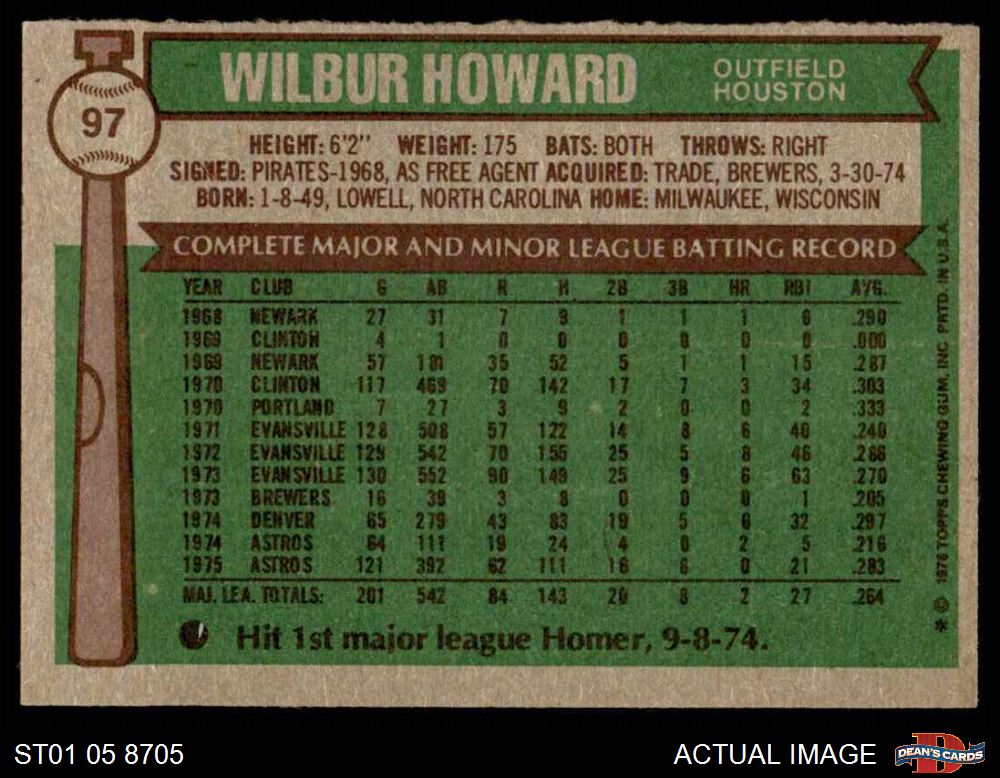 WILBUR HOWARD
OUTFIELD
HOUSTON
97
HEIGHT: 6'2" WEIGHT: 175 BATS: BOTH THROWS: RIGHT
SIGNED: PIRATES-1968, AS FREE AGENT ACQUIRED: TRADE, BREWERS, 3-30-74
BORN: 1-8-49, LOWELL, NORTH CAROLINA HOME: MILWAUKEE, WISCONSIN
COMPLETE MAJOR AND MINOR LEAGUE BATTING RECORD
YEAR CLUB G AB R H 2B 3B HR RBI AVG.
1968 NEWARK 27 31 7 9 1 1 1 6 .290
1969 CLINTON 4 1 0 0 0 0 0 0 .000
1969 NEWARK 57 181 35 52 5 1 1 15 .287
1970 CLINTON 117 469 70 142 17 7 3 34 .303
1970 PORTLAND 7 27 3 9 2 0 0 2 .333
1971 EVANSVILLE 128 508 57 122 14 8 6 40 .240
1972 EVANSVILLE 129 542 70 155 25 5 8 46 .286
1973 EVANSVILLE 130 552 90 149 25 9 6 63 .270
1973 BREWERS 16 39 3 8 0 0 0 1 .205
1974 DENVER 65 279 43 83 19 5 6 32 .297
1974 ASTROS 64 111 19 24 4 0 2 5 .216
1975 ASTROS 121 392 62 111 16 6 0 21 .283
MAJ. LEA. TOTALS: 201 542 84 143 20 8 2 27 .264
Hit 1st major league Homer, 9-8-74.
* © 1976 TOPPS CHEWING GUM, INC. PRTD. IN U.S.A.
ST01 05 8705
ACTUAL IMAGE
D
DEAN'S CARDS